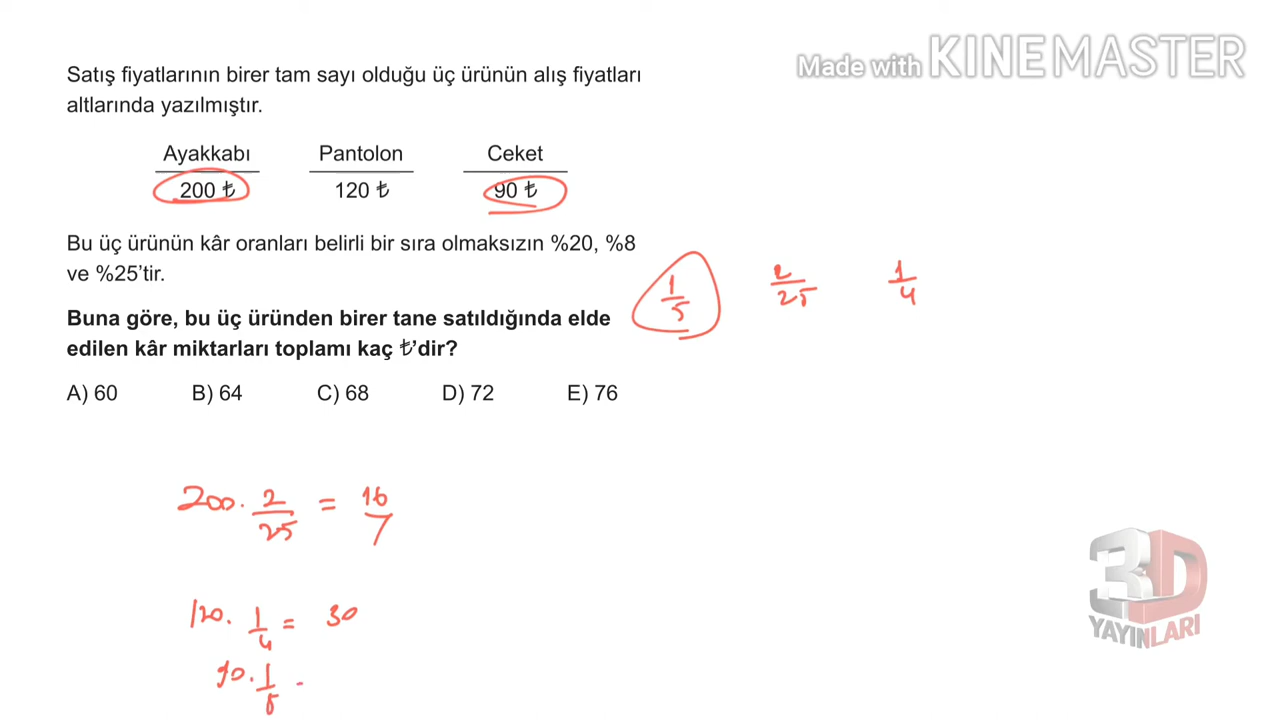 Made with KINEMASTER
Satış fiyatlarının birer tam sayı olduğu üç ürünün alış fiyatları
altlarında yazılmıştır.
Ayakkabı Pantolon Ceket
200 ₺ 120 ₺ 90 ₺
Bu üç ürünün kâr oranları belirli bir sıra olmaksızın %20, %8
ve %25'tir.
1/5 2/25 1/4
Buna göre, bu üç üründen birer tane satıldığında elde
edilen kâr miktarları toplamı kaç ₺'dir?
A) 60 B) 64 C) 68 D) 72 E) 76
200 · 2/25 = 16
120 · 1/4 = 30
90 · 1/5
3D
YAYINLARI